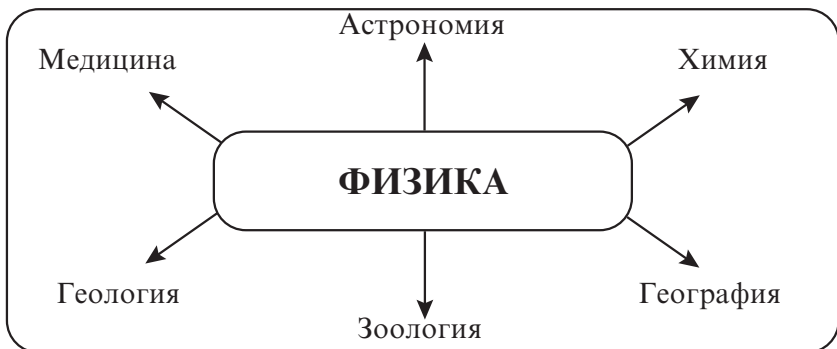 Астрономия
Медицина
Химия
ФИЗИКА
Геология
География
Зоология